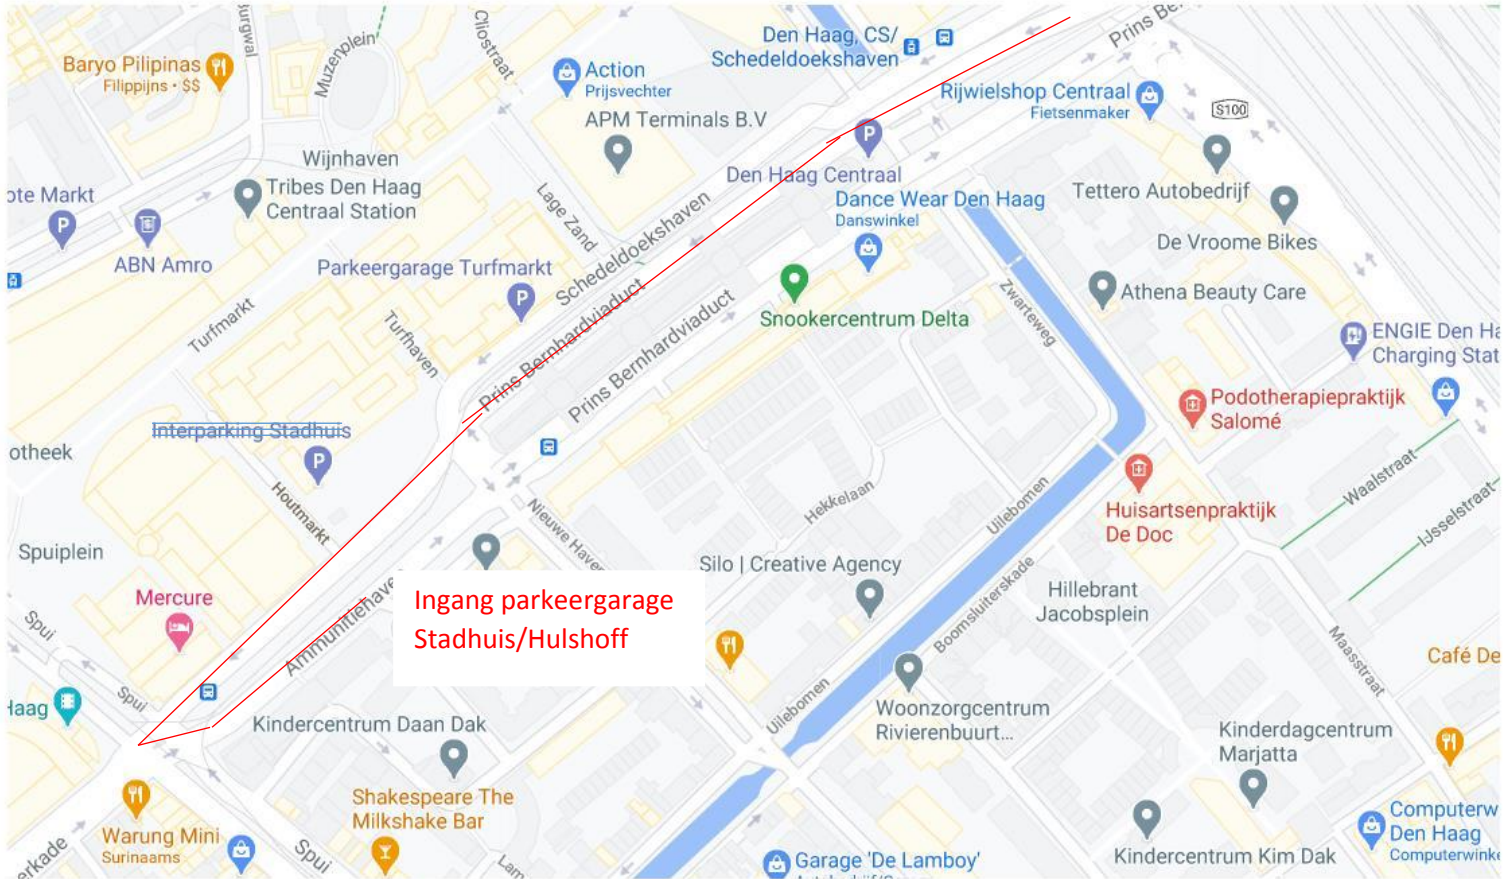 Burgwal
Muzenplein
Cliostraat
Den Haag, CS/
Schedeldoekshaven
Prins Be
Baryo Pilipinas
Filippijns · $$
Action
Prijsvechter
APM Terminals B.V
Rijwielshop Centraal
Fietsenmaker
S100
Wijnhaven
Tribes Den Haag
Centraal Station
Den Haag Centraal
Dance Wear Den Haag
Danswinkel
Tettero Autobedrijf
De Vroome Bikes
ote Markt
ABN Amro
Lage Zand
Schedeldoekshaven
Parkeergarage Turfmarkt
Turfmarkt
Turfhaven
Prins Bernhardviaduct
Prins Bernhardviaduct
Snookercentrum Delta
Zwarteweg
Athena Beauty Care
ENGIE Den Ha
Charging Stat
Podotherapiepraktijk
Salomé
Interparking Stadhuis
otheek
Houtmarkt
Nieuwe Have
Hekkelaan
Uilebomen
Waalstraat
IJsselstraat
Huisartsenpraktijk
De Doc
Spuiplein
Mercure
Spui
Spui
Ammunitiehave
Ingang parkeergarage
Stadhuis/Hulshoff
Silo | Creative Agency
Boomsluiterskade
Hillebrant
Jacobsplein
Maasstraat
Café De
Haag
Kindercentrum Daan Dak
Uilebomen
Woonzorgcentrum
Rivierenbuurt...
Kinderdagcentrum
Marjatta
Shakespeare The
Milkshake Bar
Warung Mini
Surinaams
erkade
Spui
Lam
Garage 'De Lamboy'
Kindercentrum Kim Dak
Computerw
Den Haag
Computerwinke